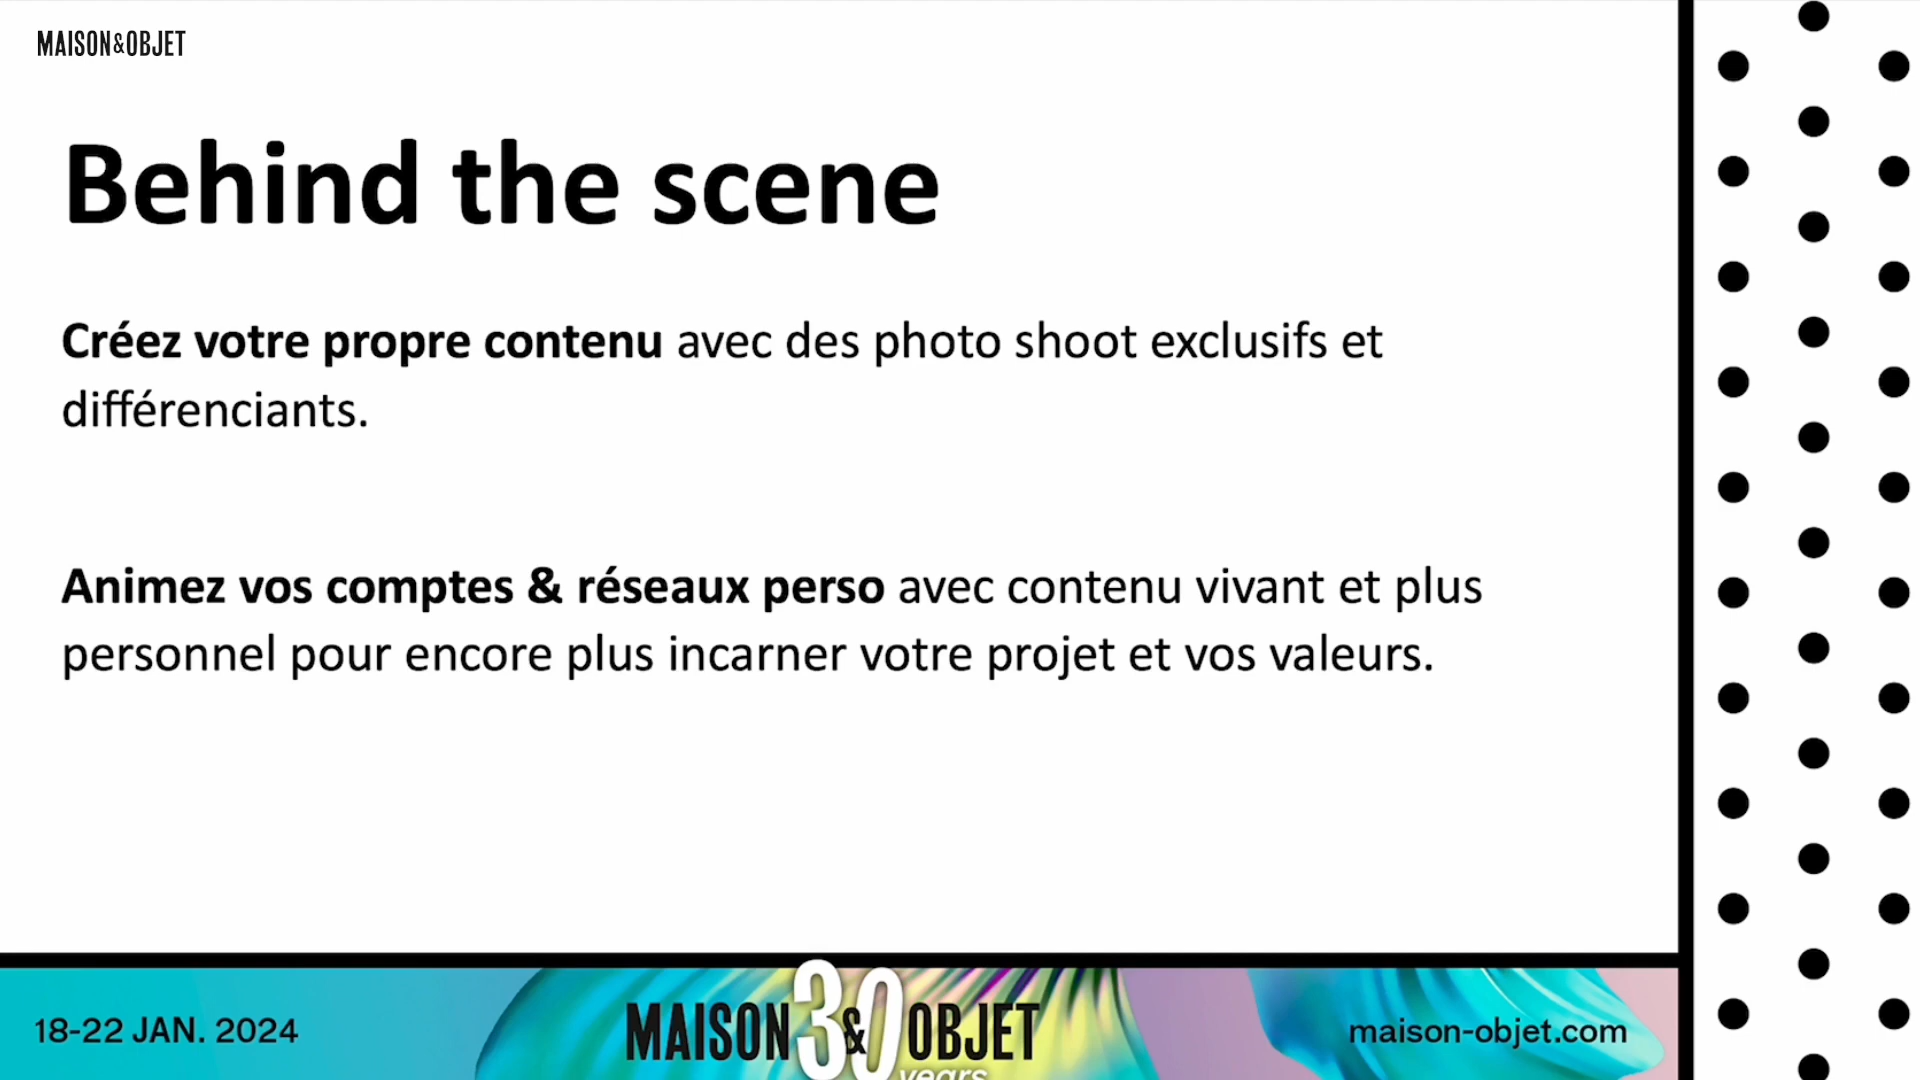 MAISON&OBJET
Behind the scene
Créez votre propre contenu avec des photo shoot exclusifs et
différenciants.
Animez vos comptes & réseaux perso avec contenu vivant et plus
personnel pour encore plus incarner votre projet et vos valeurs.
18-22 JAN. 2024
MAISON & OBJET
30
years
maison-objet.com